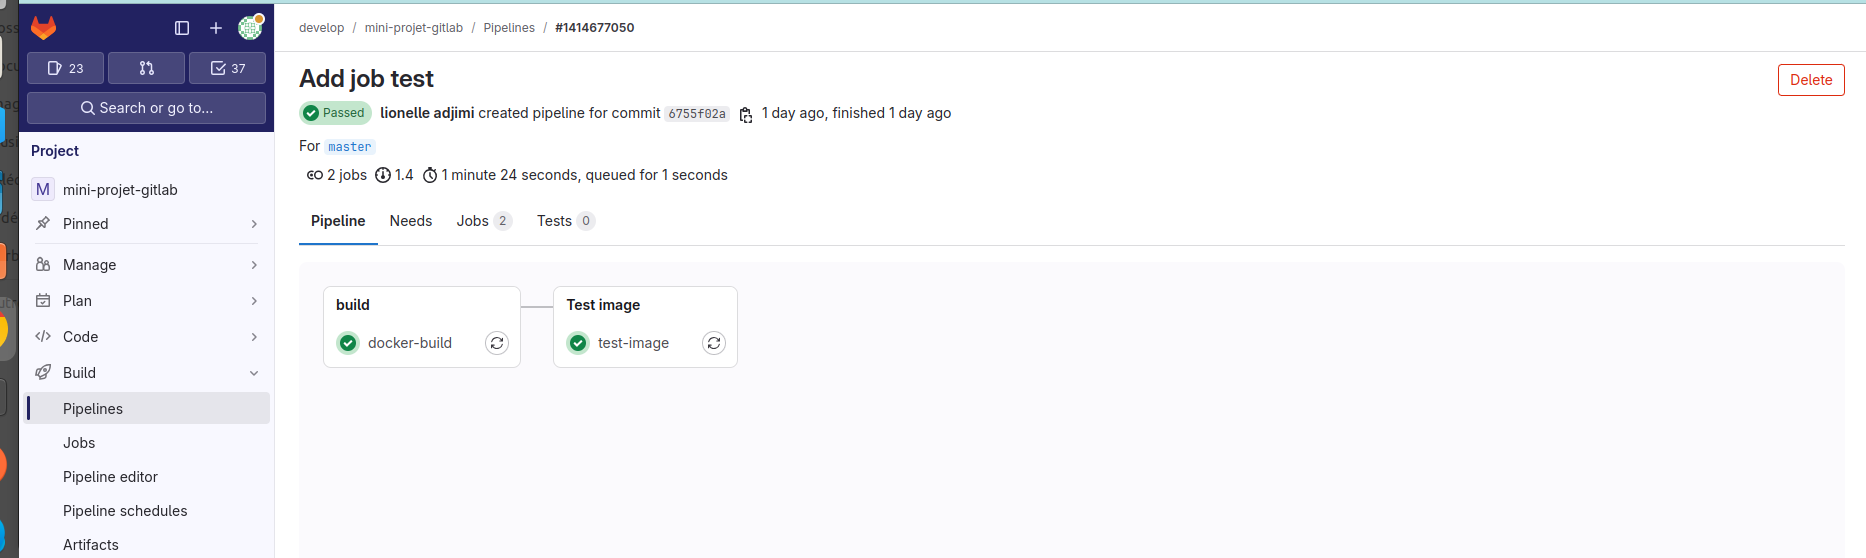 develop / mini-projet-gitlab / Pipelines / #1414677050
23
37
Search or go to...
Project
M mini-projet-gitlab
Pinned
Manage
Plan
Code
Build
Pipelines
Jobs
Pipeline editor
Pipeline schedules
Artifacts
Add job test
Delete
Passed lionelle adjimi created pipeline for commit 6755f02a 1 day ago, finished 1 day ago
For master
2 jobs 1.4 1 minute 24 seconds, queued for 1 seconds
Pipeline Needs Jobs 2 Tests 0
build
docker-build
Test image
test-image